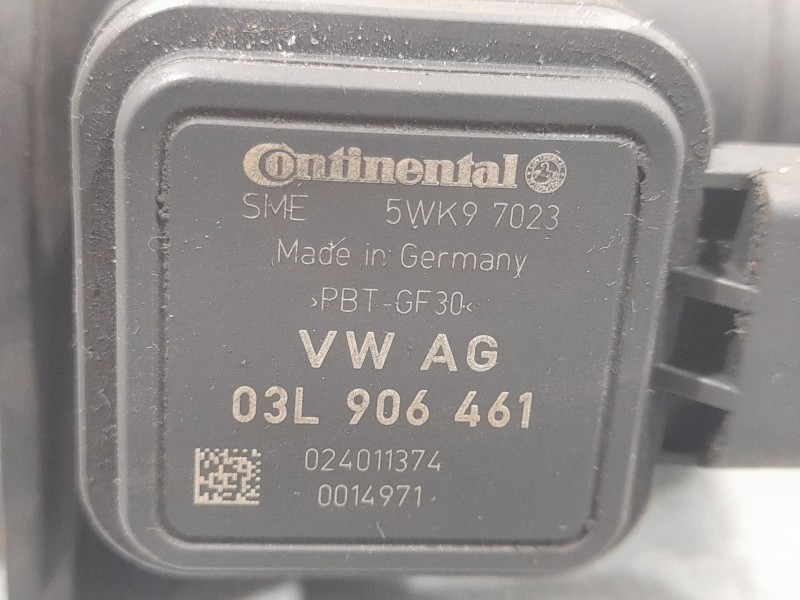 Continental
SME 5WK9 7023
Made in Germany
›PBT-GF30‹
VW AG
03L 906 461
024011374
0014971